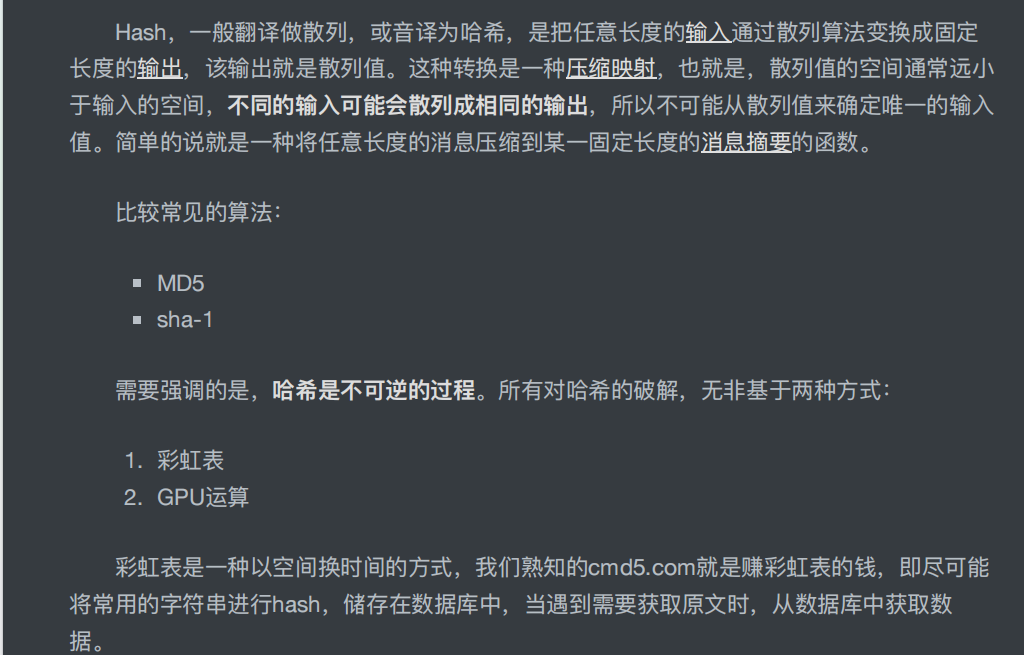 Hash，一般翻译做散列，或音译为哈希，是把任意长度的输入通过散列算法变换成固定
长度的输出，该输出就是散列值。这种转换是一种压缩映射，也就是，散列值的空间通常远小
于输入的空间，不同的输入可能会散列成相同的输出，所以不可能从散列值来确定唯一的输入
值。简单的说就是一种将任意长度的消息压缩到某一固定长度的消息摘要的函数。
比较常见的算法：
▪ MD5
▪ sha-1
需要强调的是，哈希是不可逆的过程。所有对哈希的破解，无非基于两种方式：
1. 彩虹表
2. GPU运算
彩虹表是一种以空间换时间的方式，我们熟知的cmd5.com就是赚彩虹表的钱，即尽可能
将常用的字符串进行hash，储存在数据库中，当遇到需要获取原文时，从数据库中获取数
据。